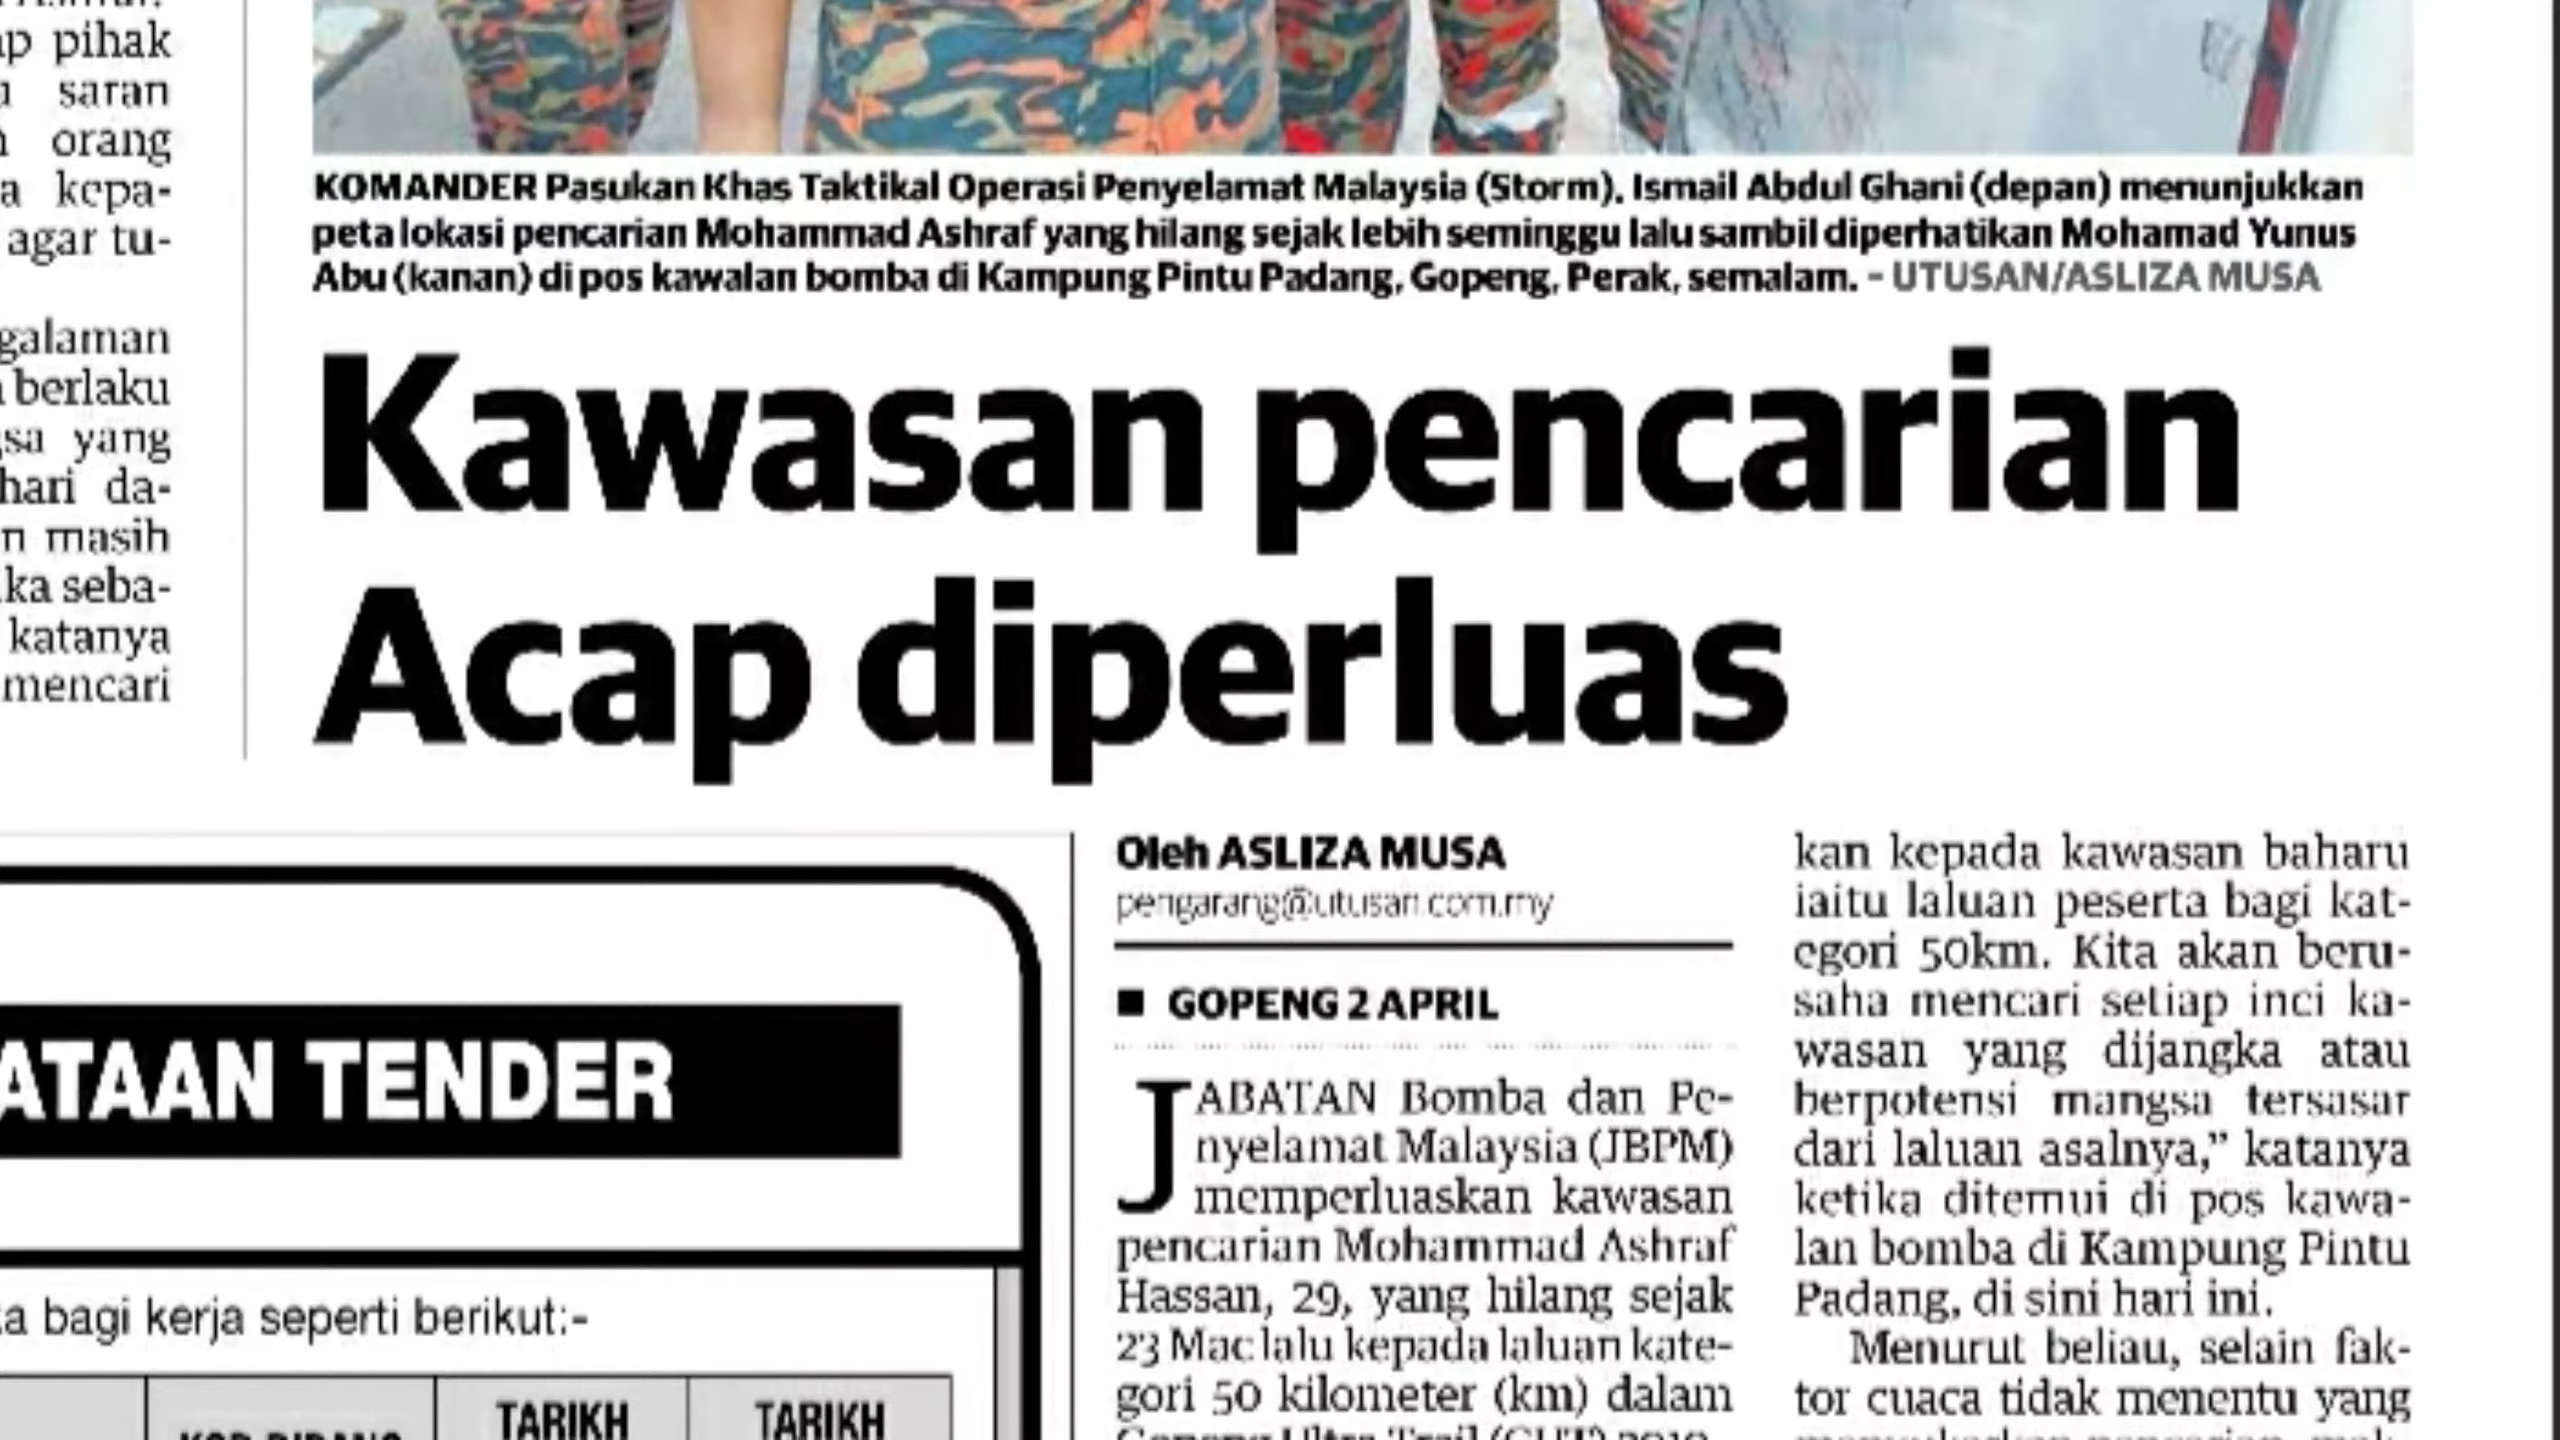 p pihak
saran
orang
a kepa-
agar tu-
galaman
berlaku
sa yang
hari da-
n masih
ka seba-
katanya
mencari
KOMANDER Pasukan Khas Taktikal Operasi Penyelamat Malaysia (Storm), Ismail Abdul Ghani (depan) menunjukkan
peta lokasi pencarian Mohammad Ashraf yang hilang sejak lebih seminggu lalu sambil diperhatikan Mohamad Yunus
Abu (kanan) di pos kawalan bomba di Kampung Pintu Padang, Gopeng, Perak, semalam. - UTUSAN/ASLIZA MUSA
Kawasan pencarian
Acap diperluas
ATAAN TENDER
a bagi kerja seperti berikut:-
TARIKH
TARIKH
Oleh ASLIZA MUSA
pengarang@utusan.com.my
■ GOPENG 2 APRIL
JABATAN Bomba dan Pe-
nyelamat Malaysia (JBPM)
memperluaskan kawasan
pencarian Mohammad Ashraf
Hassan, 29, yang hilang sejak
23 Mac lalu kepada laluan kate-
gori 50 kilometer (km) dalam
Gopeng Ultra Trail (GUT) 2019
kan kepada kawasan baharu
iaitu laluan peserta bagi kat-
egori 50km. Kita akan beru-
saha mencari setiap inci ka-
wasan yang dijangka atau
berpotensi mangsa tersasar
dari laluan asalnya,” katanya
ketika ditemui di pos kawa-
lan bomba di Kampung Pintu
Padang, di sini hari ini.
Menurut beliau, selain fak-
tor cuaca tidak menentu yang